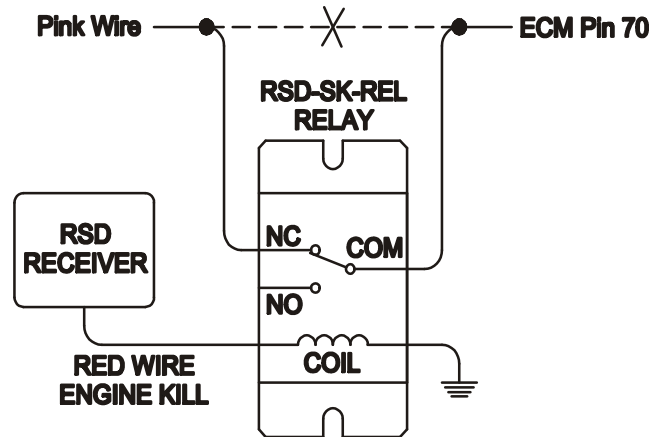 Pink Wire
ECM Pin 70
RSD-SK-REL
RELAY
RSD
RECEIVER
NC
COM
NO
COIL
RED WIRE
ENGINE KILL